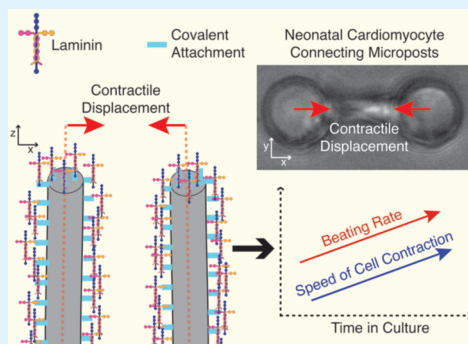 Laminin
Covalent
Attachment
Neonatal Cardiomyocyte
Connecting Microposts
Contractile
Displacement
z
x
Contractile
Displacement
y
x
Beating Rate
Speed of Cell Contraction
Time in Culture